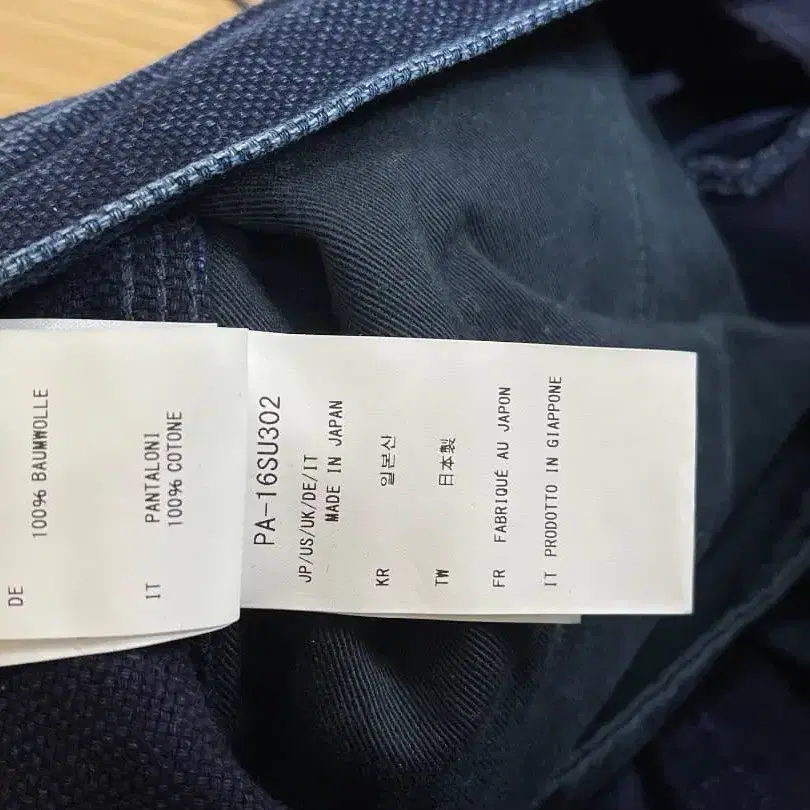 DE
100% BAUMWOLLE
IT
PANTALONI
100% COTONE
PA-16SU302
JP/US/UK/DE/IT
MADE IN JAPAN
KR 일본산
TW 日本製
FR FABRIQUÉ AU JAPON
IT PRODOTTO IN GIAPPONE